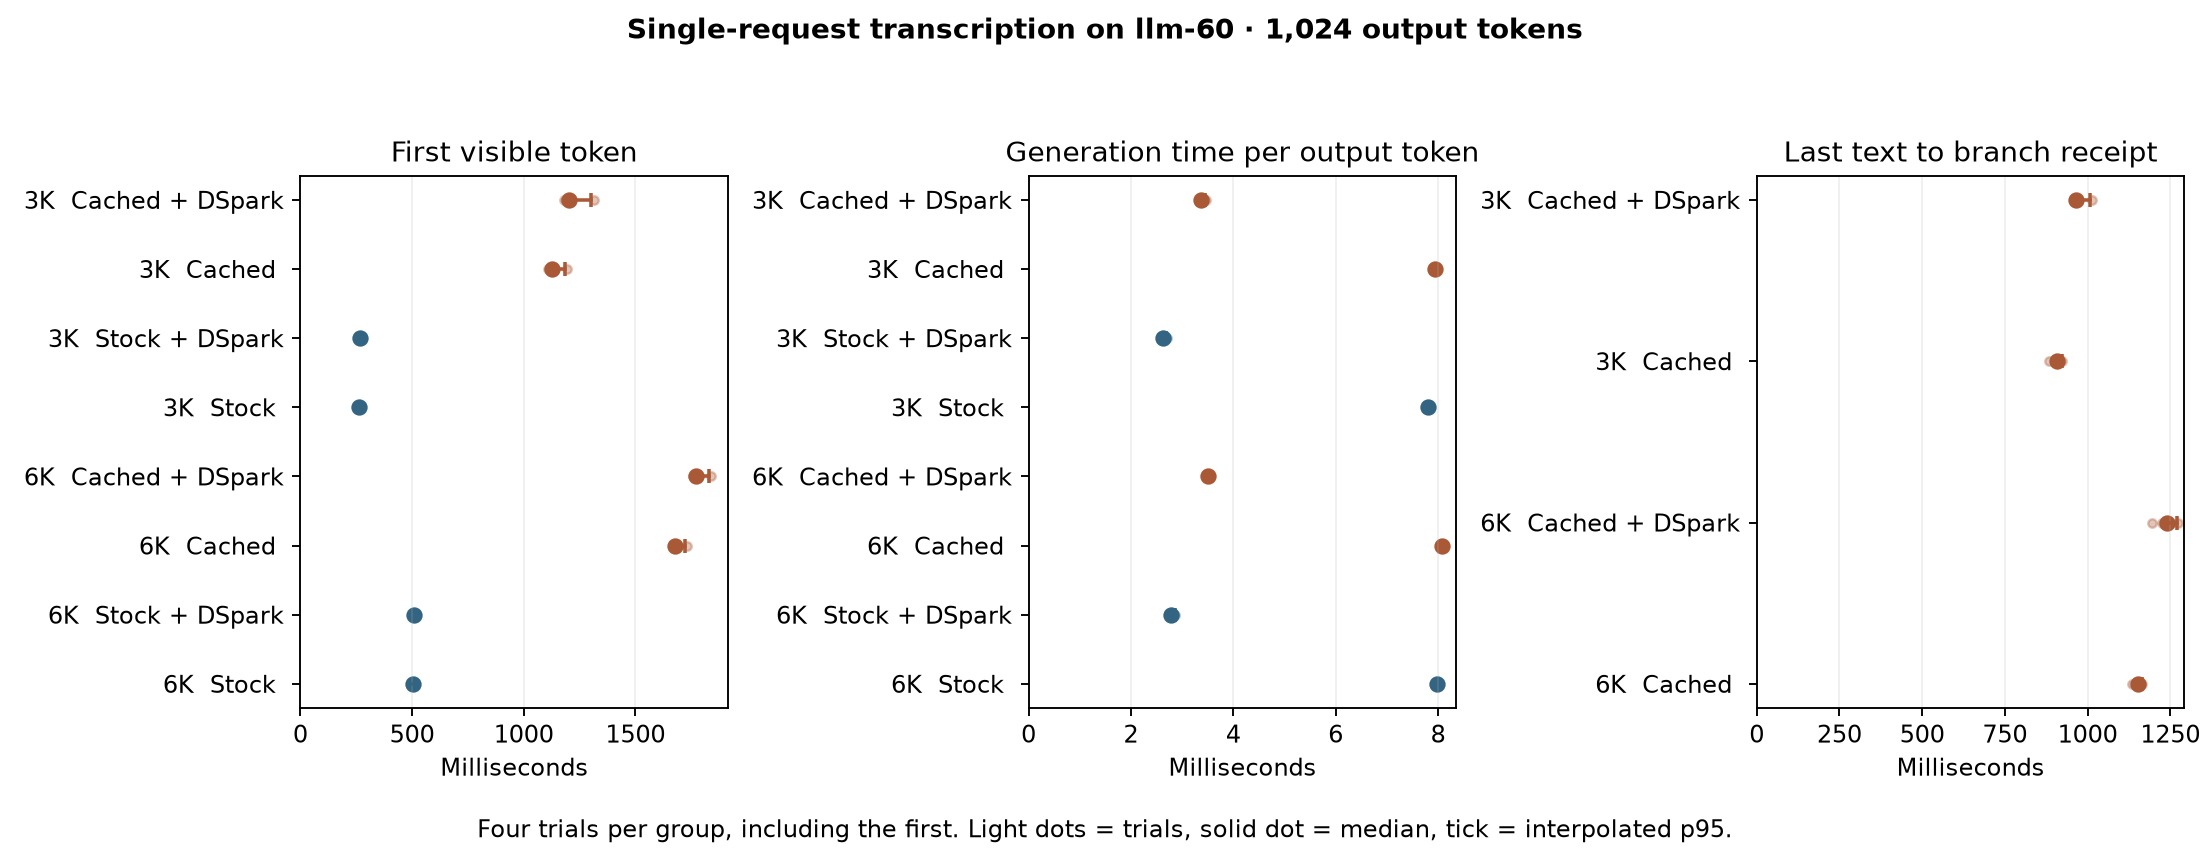 Single-request transcription on llm-60 · 1,024 output tokens
First visible token
3K  Cached + DSpark
3K  Cached
3K  Stock + DSpark
3K  Stock
6K  Cached + DSpark
6K  Cached
6K  Stock + DSpark
6K  Stock
0 500 1000 1500
Milliseconds
Generation time per output token
3K  Cached + DSpark
3K  Cached
3K  Stock + DSpark
3K  Stock
6K  Cached + DSpark
6K  Cached
6K  Stock + DSpark
6K  Stock
0 2 4 6 8
Milliseconds
Last text to branch receipt
3K  Cached + DSpark
3K  Cached
6K  Cached + DSpark
6K  Cached
0 250 500 750 1000 1250
Milliseconds
Four trials per group, including the first. Light dots = trials, solid dot = median, tick = interpolated p95.